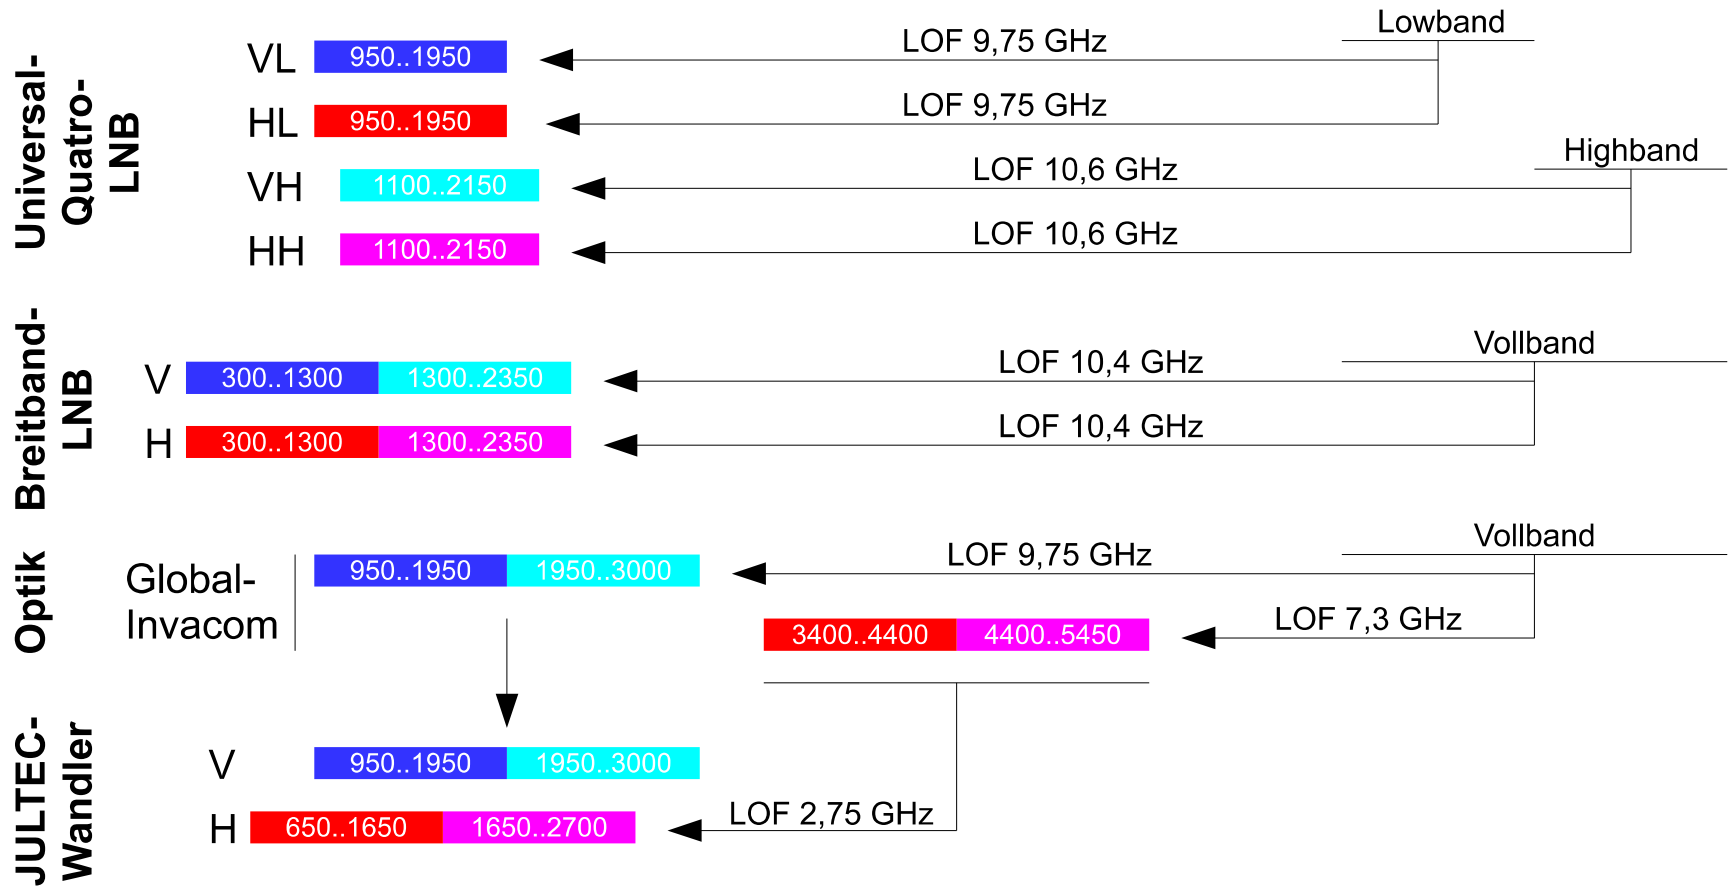 Universal-
Quatro-
LNB
Lowband
VL 950..1950 LOF 9,75 GHz
HL 950..1950 LOF 9,75 GHz
Highband
VH 1100..2150 LOF 10,6 GHz
HH 1100..2150 LOF 10,6 GHz
Breitband-
LNB
Vollband
V 300..1300 1300..2350 LOF 10,4 GHz
H 300..1300 1300..2350 LOF 10,4 GHz
Optik
Global-
Invacom
Vollband
950..1950 1950..3000 LOF 9,75 GHz
3400..4400 4400..5450 LOF 7,3 GHz
JULTEC-
Wandler
V 950..1950 1950..3000
H 650..1650 1650..2700 LOF 2,75 GHz